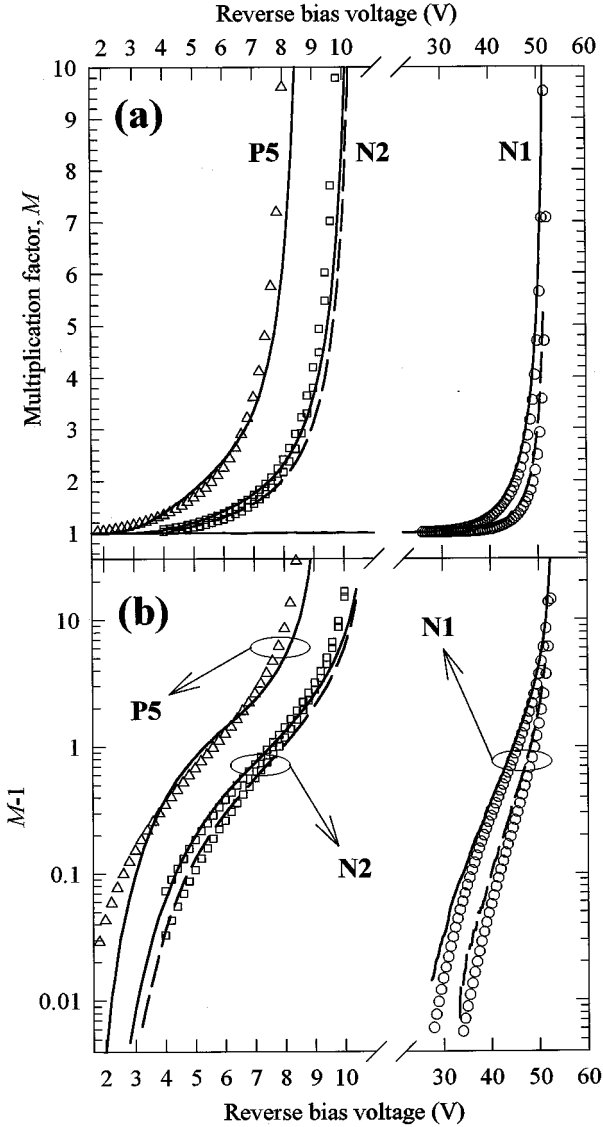 Reverse bias voltage (V)
2 3 4 5 6 7 8 9 10 30 40 50 60
10
9
8
7
6
5
4
3
2
1
Multiplication factor, M
(a)
P5
N2
N1
10
1
0.1
0.01
M-1
(b)
P5
N1
N2
2 3 4 5 6 7 8 9 10 30 40 50 60
Reverse bias voltage (V)